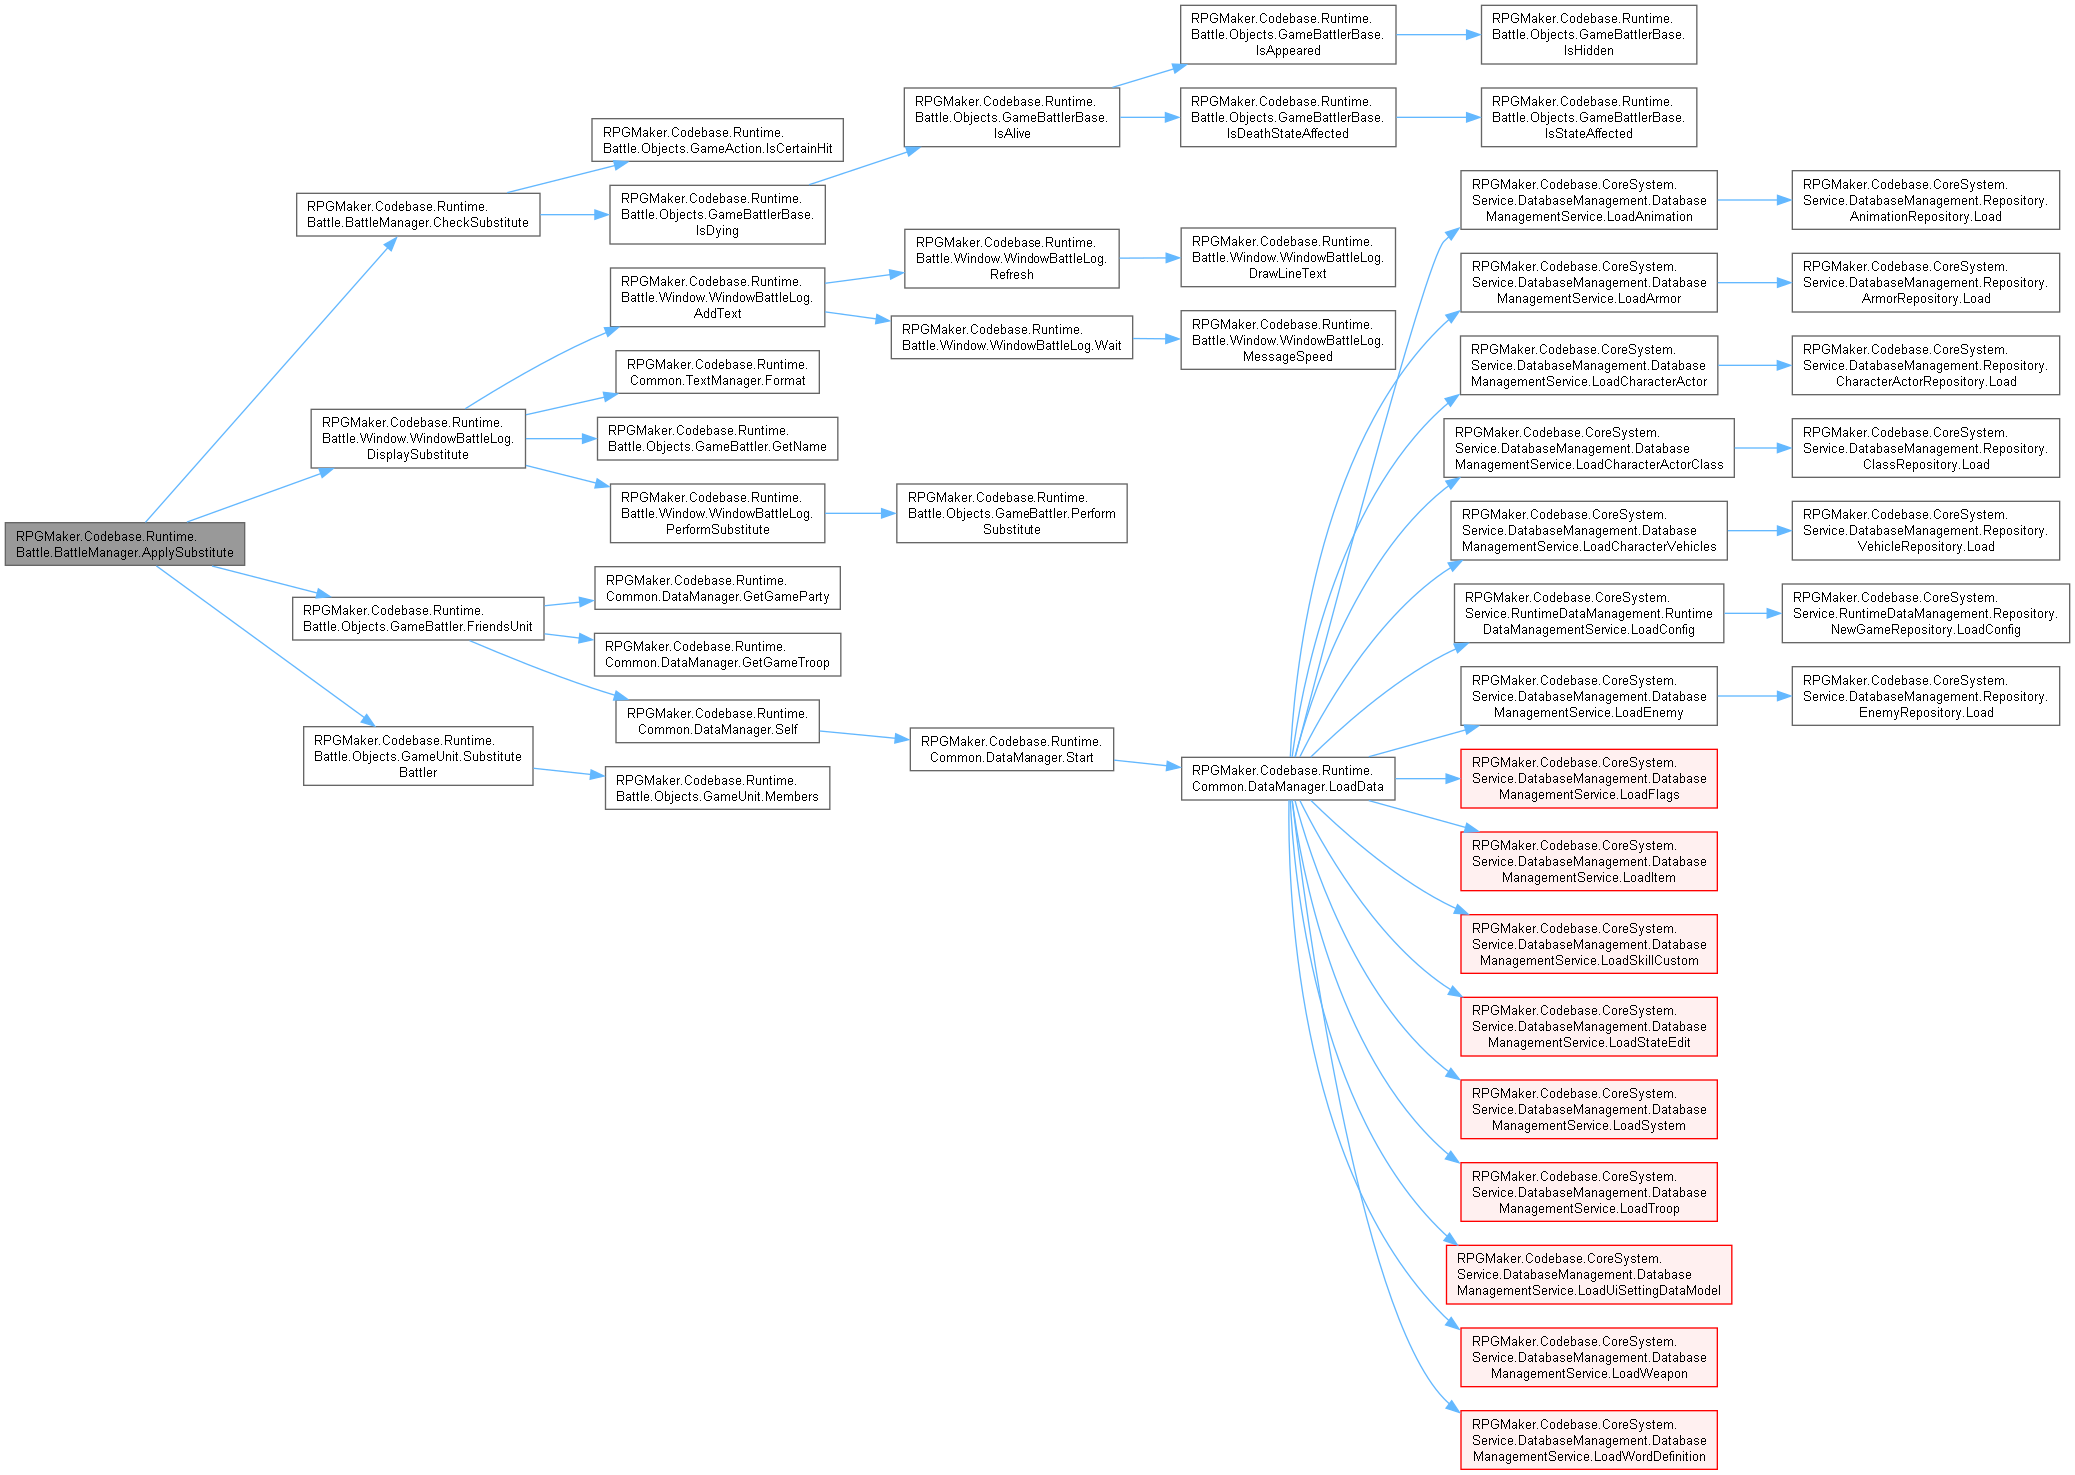 RPGMaker.Codebase.Runtime.
Battle.BattleManager.ApplySubstitute
RPGMaker.Codebase.Runtime.
Battle.BattleManager.CheckSubstitute
RPGMaker.Codebase.Runtime.
Battle.Window.WindowBattleLog.
DisplaySubstitute
RPGMaker.Codebase.Runtime.
Battle.Objects.GameBattler.FriendsUnit
RPGMaker.Codebase.Runtime.
Battle.Objects.GameUnit.Substitute
Battler
RPGMaker.Codebase.Runtime.
Battle.Objects.GameAction.IsCertainHit
RPGMaker.Codebase.Runtime.
Battle.Objects.GameBattlerBase.
IsDying
RPGMaker.Codebase.Runtime.
Battle.Window.WindowBattleLog.
AddText
RPGMaker.Codebase.Runtime.
Common.TextManager.Format
RPGMaker.Codebase.Runtime.
Battle.Objects.GameBattler.GetName
RPGMaker.Codebase.Runtime.
Battle.Window.WindowBattleLog.
PerformSubstitute
RPGMaker.Codebase.Runtime.
Common.DataManager.GetGameParty
RPGMaker.Codebase.Runtime.
Common.DataManager.GetGameTroop
RPGMaker.Codebase.Runtime.
Common.DataManager.Self
RPGMaker.Codebase.Runtime.
Battle.Objects.GameUnit.Members
RPGMaker.Codebase.Runtime.
Battle.Objects.GameBattlerBase.
IsAlive
RPGMaker.Codebase.Runtime.
Battle.Window.WindowBattleLog.
Refresh
RPGMaker.Codebase.Runtime.
Battle.Window.WindowBattleLog.Wait
RPGMaker.Codebase.Runtime.
Battle.Objects.GameBattler.Perform
Substitute
RPGMaker.Codebase.Runtime.
Common.DataManager.Start
RPGMaker.Codebase.Runtime.
Battle.Objects.GameBattlerBase.
IsAppeared
RPGMaker.Codebase.Runtime.
Battle.Objects.GameBattlerBase.
IsDeathStateAffected
RPGMaker.Codebase.Runtime.
Battle.Window.WindowBattleLog.
DrawLineText
RPGMaker.Codebase.Runtime.
Battle.Window.WindowBattleLog.
MessageSpeed
RPGMaker.Codebase.Runtime.
Common.DataManager.LoadData
RPGMaker.Codebase.Runtime.
Battle.Objects.GameBattlerBase.
IsHidden
RPGMaker.Codebase.Runtime.
Battle.Objects.GameBattlerBase.
IsStateAffected
RPGMaker.Codebase.CoreSystem.
Service.DatabaseManagement.Database
ManagementService.LoadAnimation
RPGMaker.Codebase.CoreSystem.
Service.DatabaseManagement.Database
ManagementService.LoadArmor
RPGMaker.Codebase.CoreSystem.
Service.DatabaseManagement.Database
ManagementService.LoadCharacterActor
RPGMaker.Codebase.CoreSystem.
Service.DatabaseManagement.Database
ManagementService.LoadCharacterActorClass
RPGMaker.Codebase.CoreSystem.
Service.DatabaseManagement.Database
ManagementService.LoadCharacterVehicles
RPGMaker.Codebase.CoreSystem.
Service.RuntimeDataManagement.Runtime
DataManagementService.LoadConfig
RPGMaker.Codebase.CoreSystem.
Service.DatabaseManagement.Database
ManagementService.LoadEnemy
RPGMaker.Codebase.CoreSystem.
Service.DatabaseManagement.Database
ManagementService.LoadFlags
RPGMaker.Codebase.CoreSystem.
Service.DatabaseManagement.Database
ManagementService.LoadItem
RPGMaker.Codebase.CoreSystem.
Service.DatabaseManagement.Database
ManagementService.LoadSkillCustom
RPGMaker.Codebase.CoreSystem.
Service.DatabaseManagement.Database
ManagementService.LoadStateEdit
RPGMaker.Codebase.CoreSystem.
Service.DatabaseManagement.Database
ManagementService.LoadSystem
RPGMaker.Codebase.CoreSystem.
Service.DatabaseManagement.Database
ManagementService.LoadTroop
RPGMaker.Codebase.CoreSystem.
Service.DatabaseManagement.Database
ManagementService.LoadUiSettingDataModel
RPGMaker.Codebase.CoreSystem.
Service.DatabaseManagement.Database
ManagementService.LoadWeapon
RPGMaker.Codebase.CoreSystem.
Service.DatabaseManagement.Database
ManagementService.LoadWordDefinition
RPGMaker.Codebase.CoreSystem.
Service.DatabaseManagement.Repository.
AnimationRepository.Load
RPGMaker.Codebase.CoreSystem.
Service.DatabaseManagement.Repository.
ArmorRepository.Load
RPGMaker.Codebase.CoreSystem.
Service.DatabaseManagement.Repository.
CharacterActorRepository.Load
RPGMaker.Codebase.CoreSystem.
Service.DatabaseManagement.Repository.
ClassRepository.Load
RPGMaker.Codebase.CoreSystem.
Service.DatabaseManagement.Repository.
VehicleRepository.Load
RPGMaker.Codebase.CoreSystem.
Service.RuntimeDataManagement.Repository.
NewGameRepository.LoadConfig
RPGMaker.Codebase.CoreSystem.
Service.DatabaseManagement.Repository.
EnemyRepository.Load